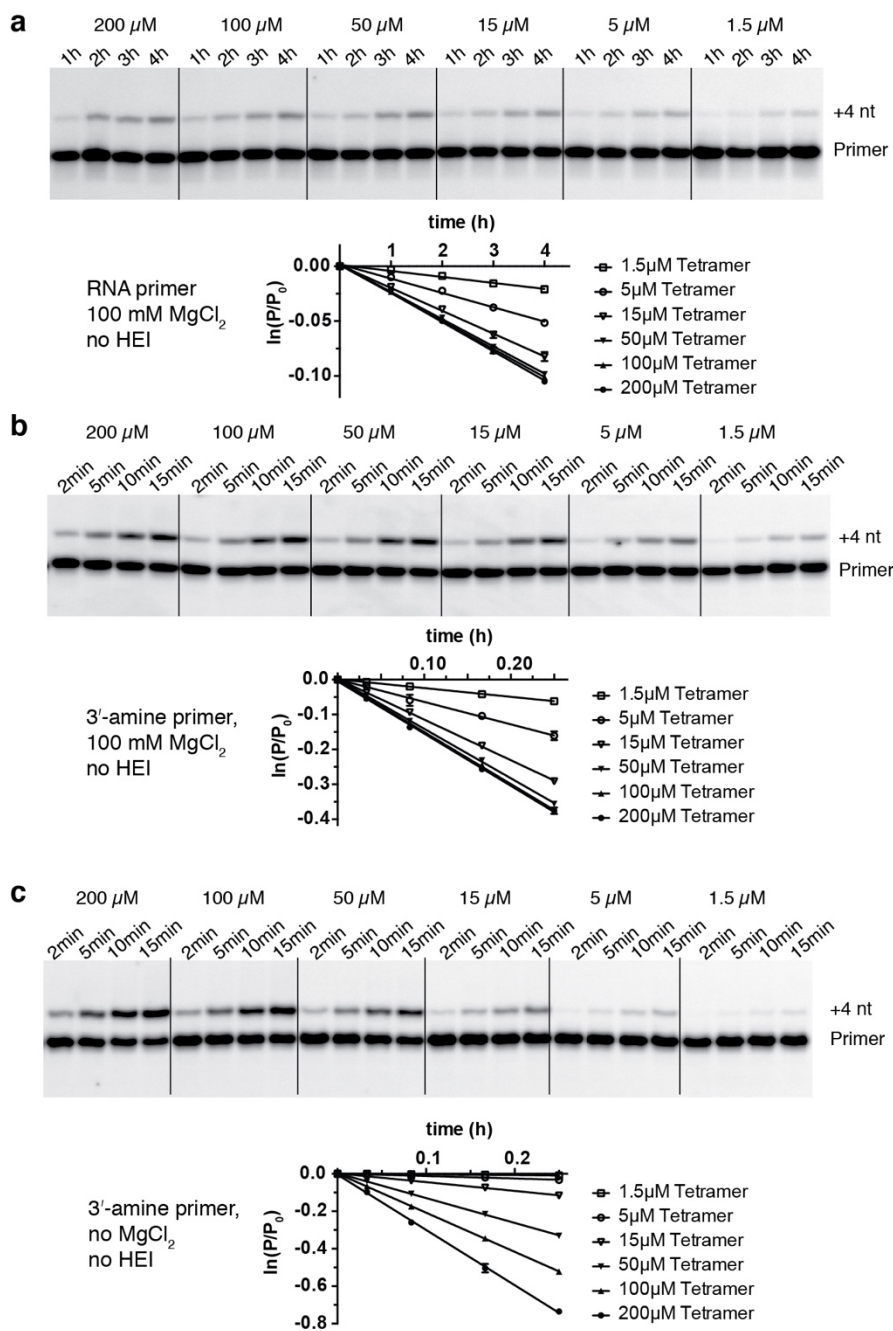 a
200 µM 100 µM 50 µM 15 µM 5 µM 1.5 µM
1h 2h 3h 4h 1h 2h 3h 4h 1h 2h 3h 4h 1h 2h 3h 4h 1h 2h 3h 4h 1h 2h 3h 4h
+4 nt
Primer
time (h)
1 2 3 4
0.00
-0.05
-0.10
ln(P/P₀)
RNA primer
100 mM MgCl₂
no HEI
1.5µM Tetramer
5µM Tetramer
15µM Tetramer
50µM Tetramer
100µM Tetramer
200µM Tetramer
b
200 µM 100 µM 50 µM 15 µM 5 µM 1.5 µM
2min 5min 10min 15min 2min 5min 10min 15min 2min 5min 10min 15min 2min 5min 10min 15min 2min 5min 10min 15min 2min 5min 10min 15min
+4 nt
Primer
time (h)
0.10 0.20
0.0
-0.1
-0.2
-0.3
-0.4
ln(P/P₀)
3′-amine primer,
100 mM MgCl₂
no HEI
1.5µM Tetramer
5µM Tetramer
15µM Tetramer
50µM Tetramer
100µM Tetramer
200µM Tetramer
c
200 µM 100 µM 50 µM 15 µM 5 µM 1.5 µM
2min 5min 10min 15min 2min 5min 10min 15min 2min 5min 10min 15min 2min 5min 10min 15min 2min 5min 10min 15min 2min 5min 10min 15min
+4 nt
Primer
time (h)
0.1 0.2
0.0
-0.2
-0.4
-0.6
-0.8
ln(P/P₀)
3′-amine primer,
no MgCl₂
no HEI
1.5µM Tetramer
5µM Tetramer
15µM Tetramer
50µM Tetramer
100µM Tetramer
200µM Tetramer